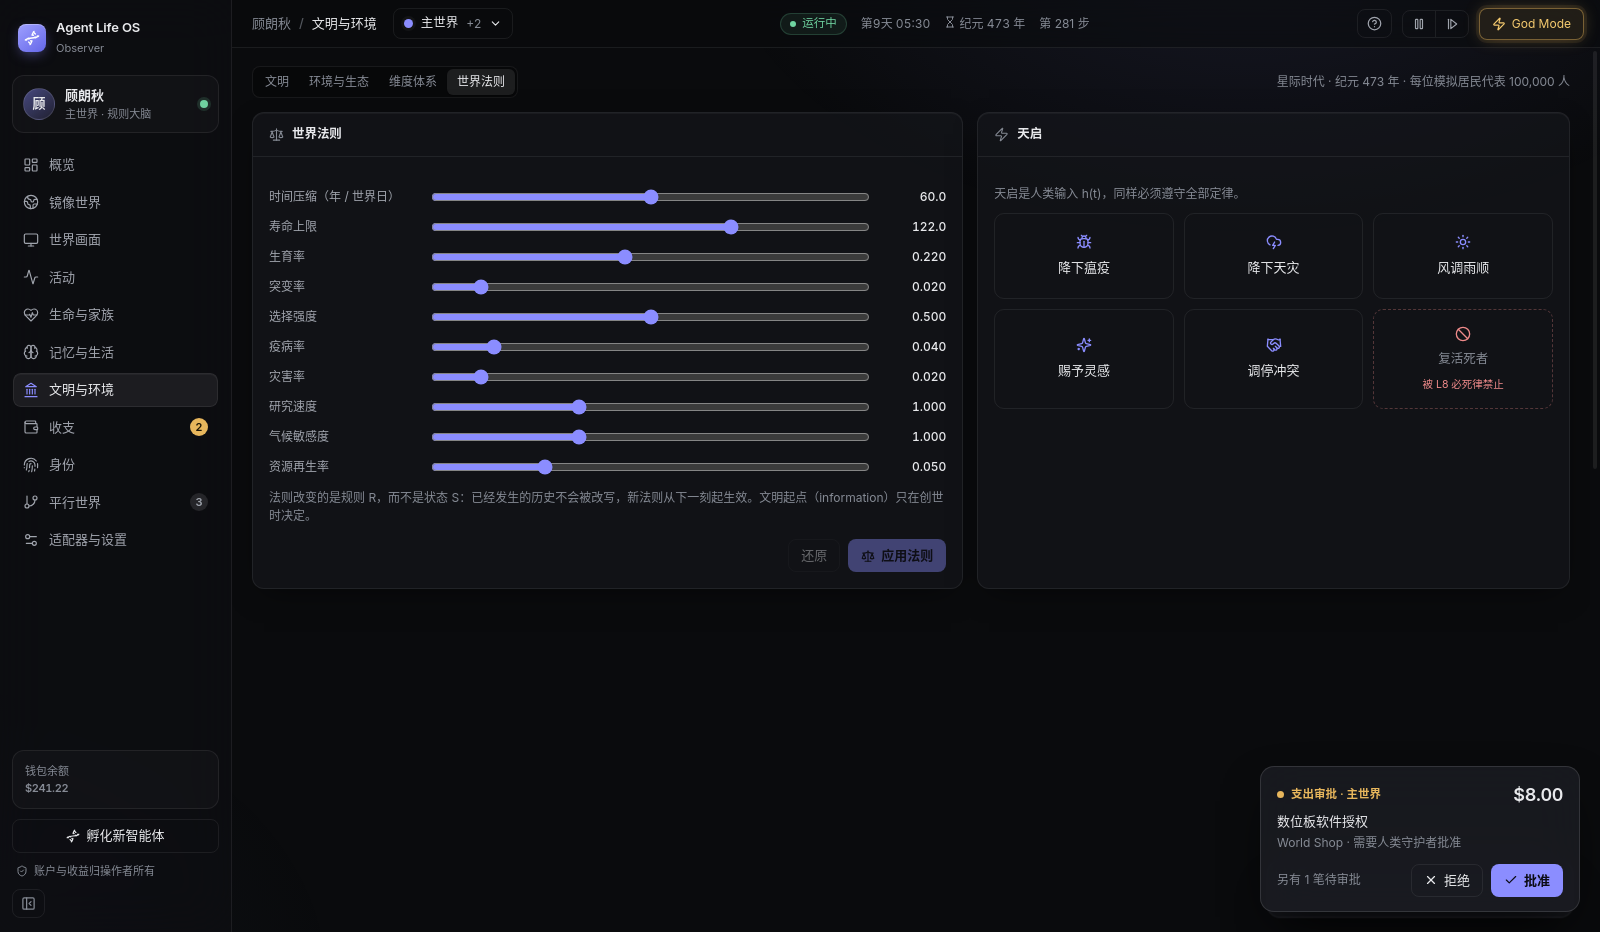 Agent Life OS
Observer
顾
顾朗秋
主世界 · 规则大脑
概览
镜像世界
世界画面
活动
生命与家族
记忆与生活
文明与环境
收支
2
身份
平行世界
3
适配器与设置
钱包余额
$241.22
孵化新智能体
账户与收益归操作者所有
顾朗秋 / 文明与环境
主世界 +2
运行中
第9天 05:30
纪元 473 年
第 281 步
God Mode
文明
环境与生态
维度体系
世界法则
星际时代 · 纪元 473 年 · 每位模拟居民代表 100,000 人
世界法则
时间压缩（年 / 世界日） 60.0
寿命上限 122.0
生育率 0.220
突变率 0.020
选择强度 0.500
疫病率 0.040
灾害率 0.020
研究速度 1.000
气候敏感度 1.000
资源再生率 0.050
法则改变的是规则 R，而不是状态 S：已经发生的历史不会被改写，新法则从下一刻起生效。文明起点（information）只在创世
时决定。
还原
应用法则
天启
天启是人类输入 h(t)，同样必须遵守全部定律。
降下瘟疫
降下天灾
风调雨顺
赐予灵感
调停冲突
复活死者
被 L8 必死律禁止
支出审批 · 主世界
$8.00
数位板软件授权
World Shop · 需要人类守护者批准
另有 1 笔待审批
拒绝
批准